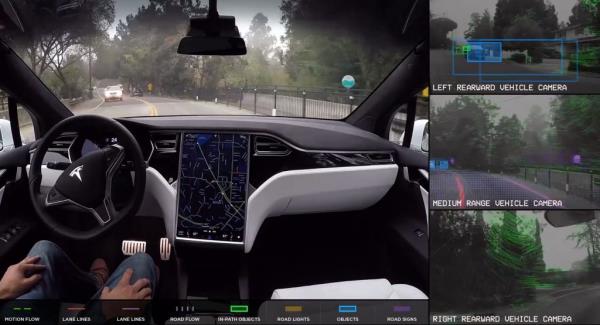 LEFT REARWARD VEHICLE CAMERA
MEDIUM RANGE VEHICLE CAMERA
RIGHT REARWARD VEHICLE CAMERA
24
MOTION FLOW
LANE LINES
LANE LINES
ROAD FLOW
IN-PATH OBJECTS
ROAD LIGHTS
OBJECTS
ROAD SIGNS